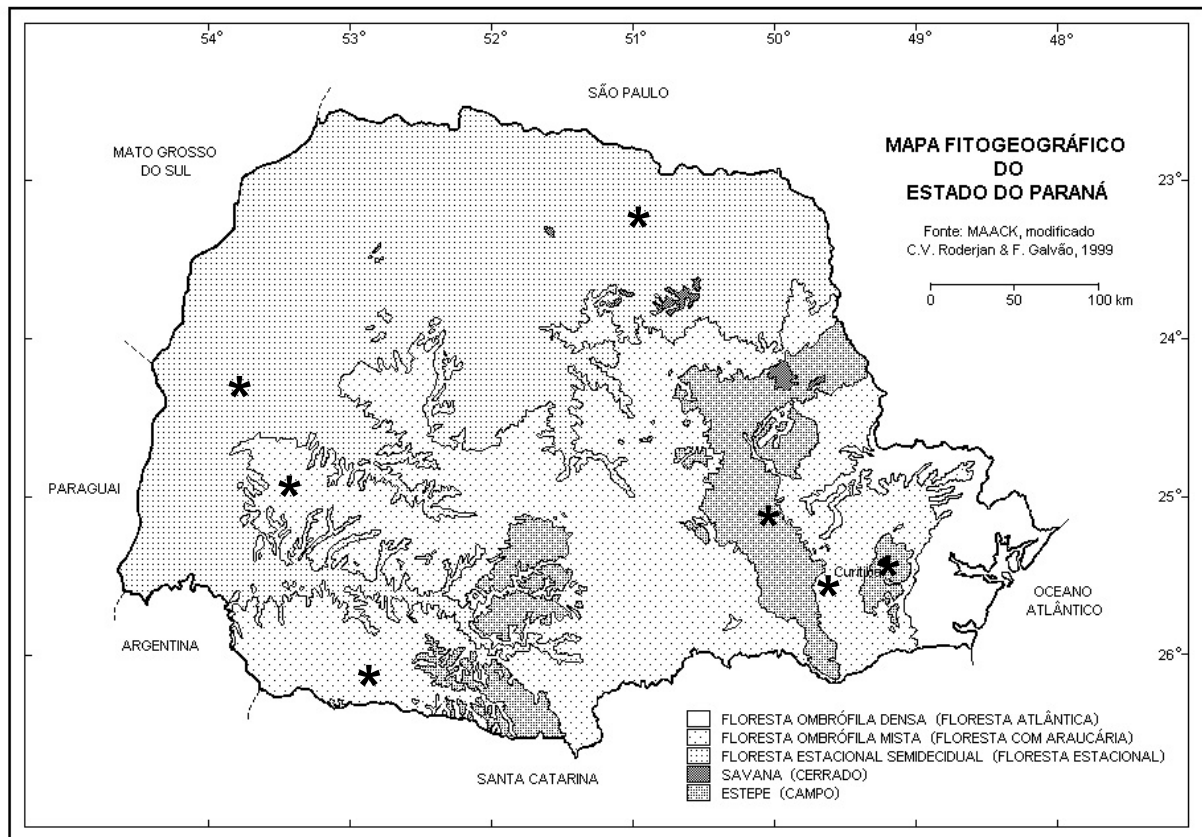 54° 53° 52° 51° 50° 49° 48°
SÃO PAULO
MATO GROSSO
DO SUL
MAPA FITOGEOGRÁFICO
DO
ESTADO DO PARANÁ
23°
Fonte: MAACK, modificado
C.V. Roderjan & F. Galvão, 1999
0 50 100 km
24°
PARAGUAI
25°
Curitiba
OCEANO
ATLÂNTICO
ARGENTINA
26°
FLORESTA OMBRÓFILA DENSA (FLORESTA ATLÂNTICA)
FLORESTA OMBRÓFILA MISTA (FLORESTA COM ARAUCÁRIA)
FLORESTA ESTACIONAL SEMIDECIDUAL (FLORESTA ESTACIONAL)
SAVANA (CERRADO)
ESTEPE (CAMPO)
SANTA CATARINA